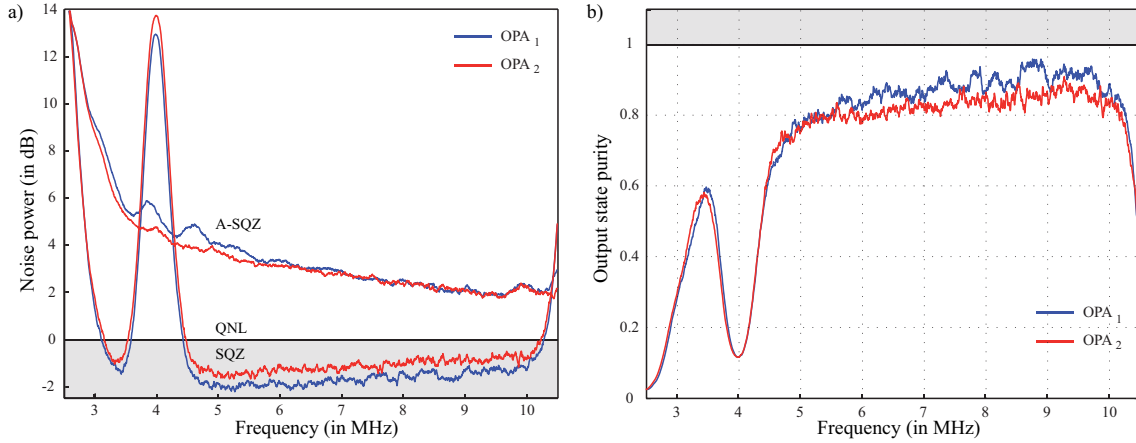 a)
14
12
10
8
6
4
2
0
-2
Noise power (in dB)
OPA 1
OPA 2
A-SQZ
QNL
SQZ
3 4 5 6 7 8 9 10
Frequency (in MHz)
b)
1
0.8
0.6
0.4
0.2
0
Output state purity
OPA 1
OPA 2
3 4 5 6 7 8 9 10
Frequency (in MHz)